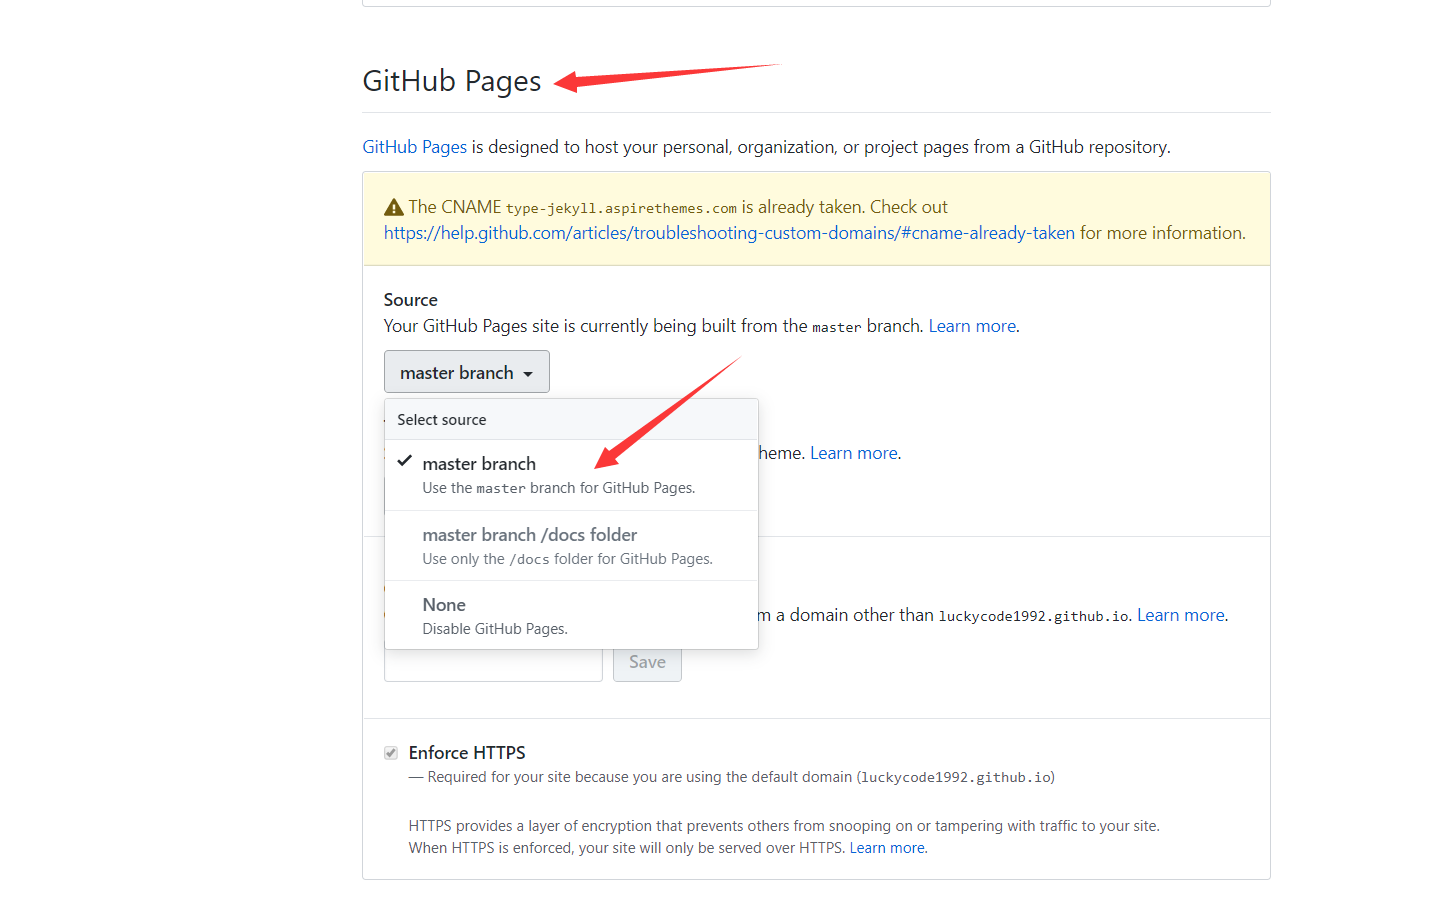 GitHub Pages
GitHub Pages is designed to host your personal, organization, or project pages from a GitHub repository.
The CNAME type-jekyll.aspirethemes.com is already taken. Check out
https://help.github.com/articles/troubleshooting-custom-domains/#cname-already-taken for more information.
Source
Your GitHub Pages site is currently being built from the master branch. Learn more.
master branch
Select source
master branch
heme. Learn more.
Use the master branch for GitHub Pages.
master branch /docs folder
Use only the /docs folder for GitHub Pages.
None
m a domain other than luckycode1992.github.io. Learn more.
Disable GitHub Pages.
Save
Enforce HTTPS
— Required for your site because you are using the default domain (luckycode1992.github.io)
HTTPS provides a layer of encryption that prevents others from snooping on or tampering with traffic to your site.
When HTTPS is enforced, your site will only be served over HTTPS. Learn more.